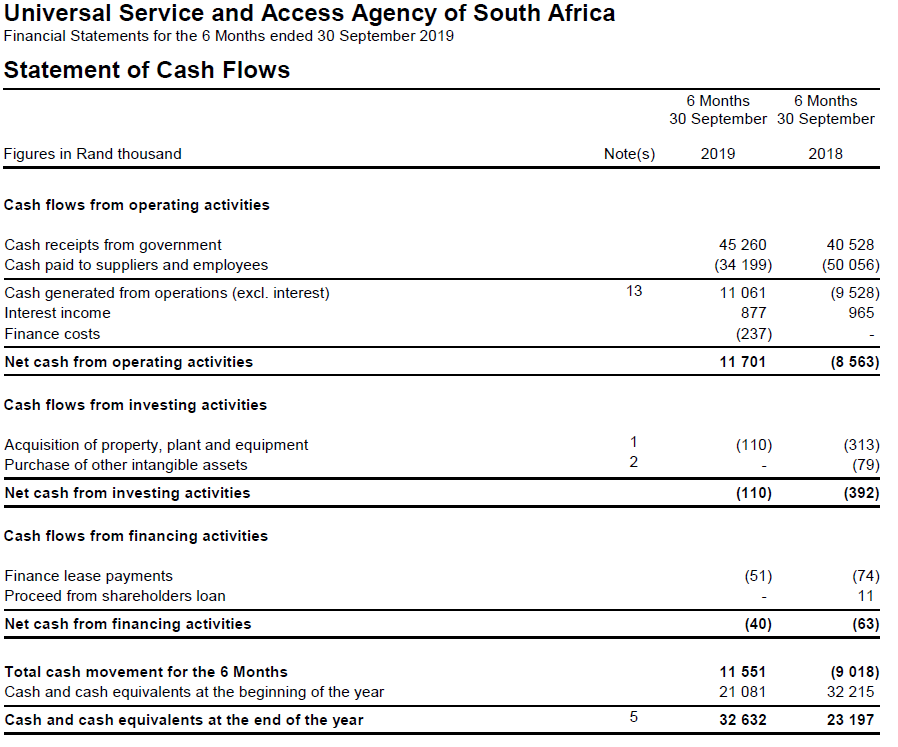 Universal Service and Access Agency of South Africa
Financial Statements for the 6 Months ended 30 September 2019
Statement of Cash Flows
6 Months 6 Months
30 September 30 September
Figures in Rand thousand Note(s) 2019 2018
Cash flows from operating activities
Cash receipts from government 45 260 40 528
Cash paid to suppliers and employees (34 199) (50 056)
Cash generated from operations (excl. interest) 13 11 061 (9 528)
Interest income 877 965
Finance costs (237) -
Net cash from operating activities 11 701 (8 563)
Cash flows from investing activities
Acquisition of property, plant and equipment 1 (110) (313)
Purchase of other intangible assets 2 - (79)
Net cash from investing activities (110) (392)
Cash flows from financing activities
Finance lease payments (51) (74)
Proceed from shareholders loan - 11
Net cash from financing activities (40) (63)
Total cash movement for the 6 Months 11 551 (9 018)
Cash and cash equivalents at the beginning of the year 21 081 32 215
Cash and cash equivalents at the end of the year 5 32 632 23 197